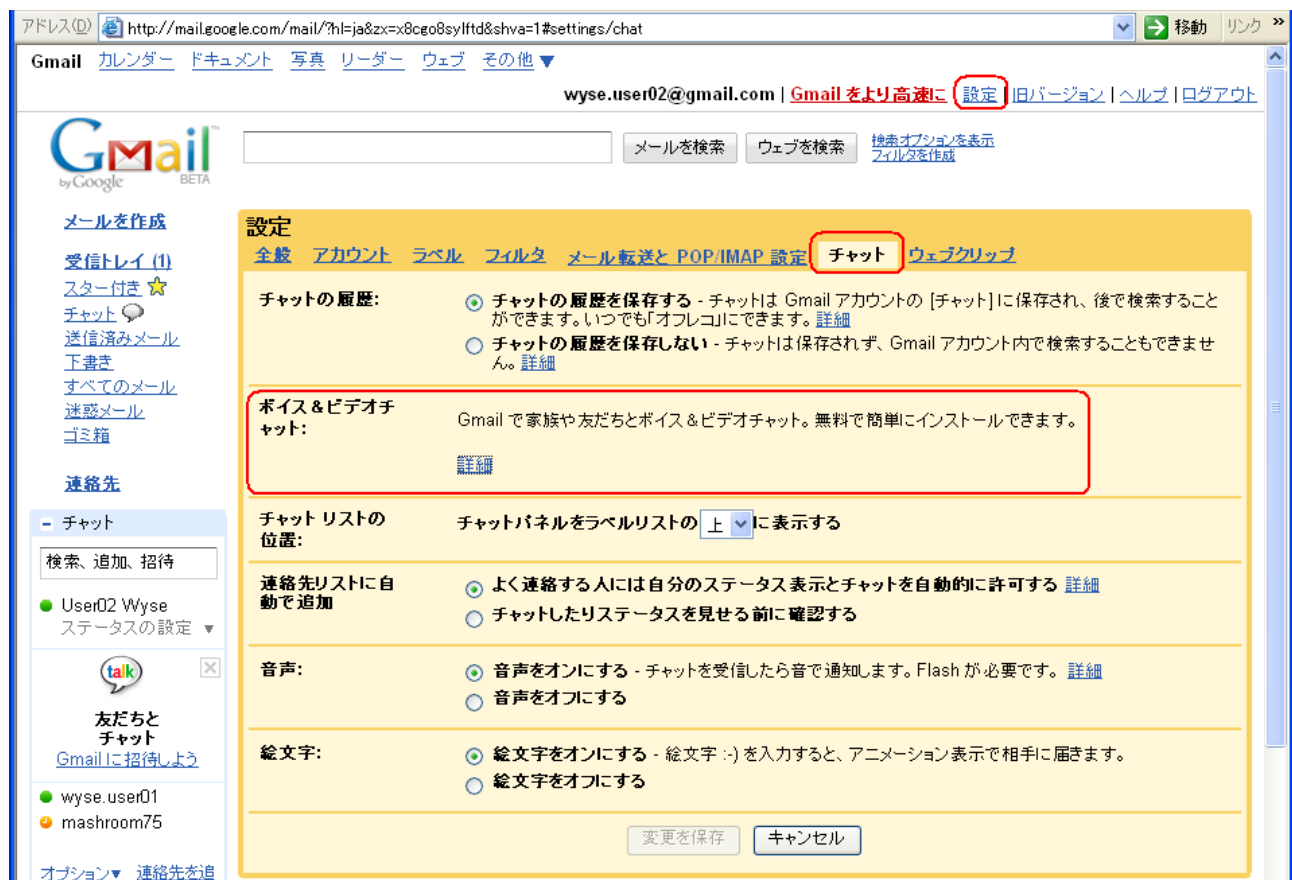 アドレス(D) http://mail.google.com/mail/?hl=ja&zx=x8cgo8sylftd&shva=1#settings/chat 移動 リンク »
Gmail カレンダー ドキュメント 写真 リーダー ウェブ その他 ▼
wyse.user02@gmail.com | Gmail をより高速に | 設定 | 旧バージョン | ヘルプ | ログアウト
Gmail™
by Google BETA
メールを検索 ウェブを検索 検索オプションを表示
フィルタを作成
メールを作成
受信トレイ (1)
スター付き
チャット
送信済みメール
下書き
すべてのメール
迷惑メール
ゴミ箱
連絡先
− チャット
検索、追加、招待
User02 Wyse
ステータスの設定 ▼
talk
友だちと
チャット
Gmail に招待しよう
wyse.user01
mashroom75
オプション▼ 連絡先を追
設定
全般 アカウント ラベル フィルタ メール転送と POP/IMAP 設定 チャット ウェブクリップ
チャットの履歴:
チャットの履歴を保存する - チャットは Gmail アカウントの [チャット] に保存され、後で検索すること
ができます。いつでも「オフレコ」にできます。 詳細
チャットの履歴を保存しない - チャットは保存されず、Gmail アカウント内で検索することもできませ
ん。 詳細
ボイス＆ビデオチ
ャット:
Gmail で家族や友だちとボイス＆ビデオチャット。無料で簡単にインストールできます。
詳細
チャット リストの
位置:
チャットパネルをラベルリストの 上 に表示する
連絡先リストに自
動で追加
よく連絡する人には自分のステータス表示とチャットを自動的に許可する 詳細
チャットしたりステータスを見せる前に確認する
音声:
音声をオンにする - チャットを受信したら音で通知します。Flash が必要です。 詳細
音声をオフにする
絵文字:
絵文字をオンにする - 絵文字 :-) を入力すると、アニメーション表示で相手に届きます。
絵文字をオフにする
変更を保存 キャンセル